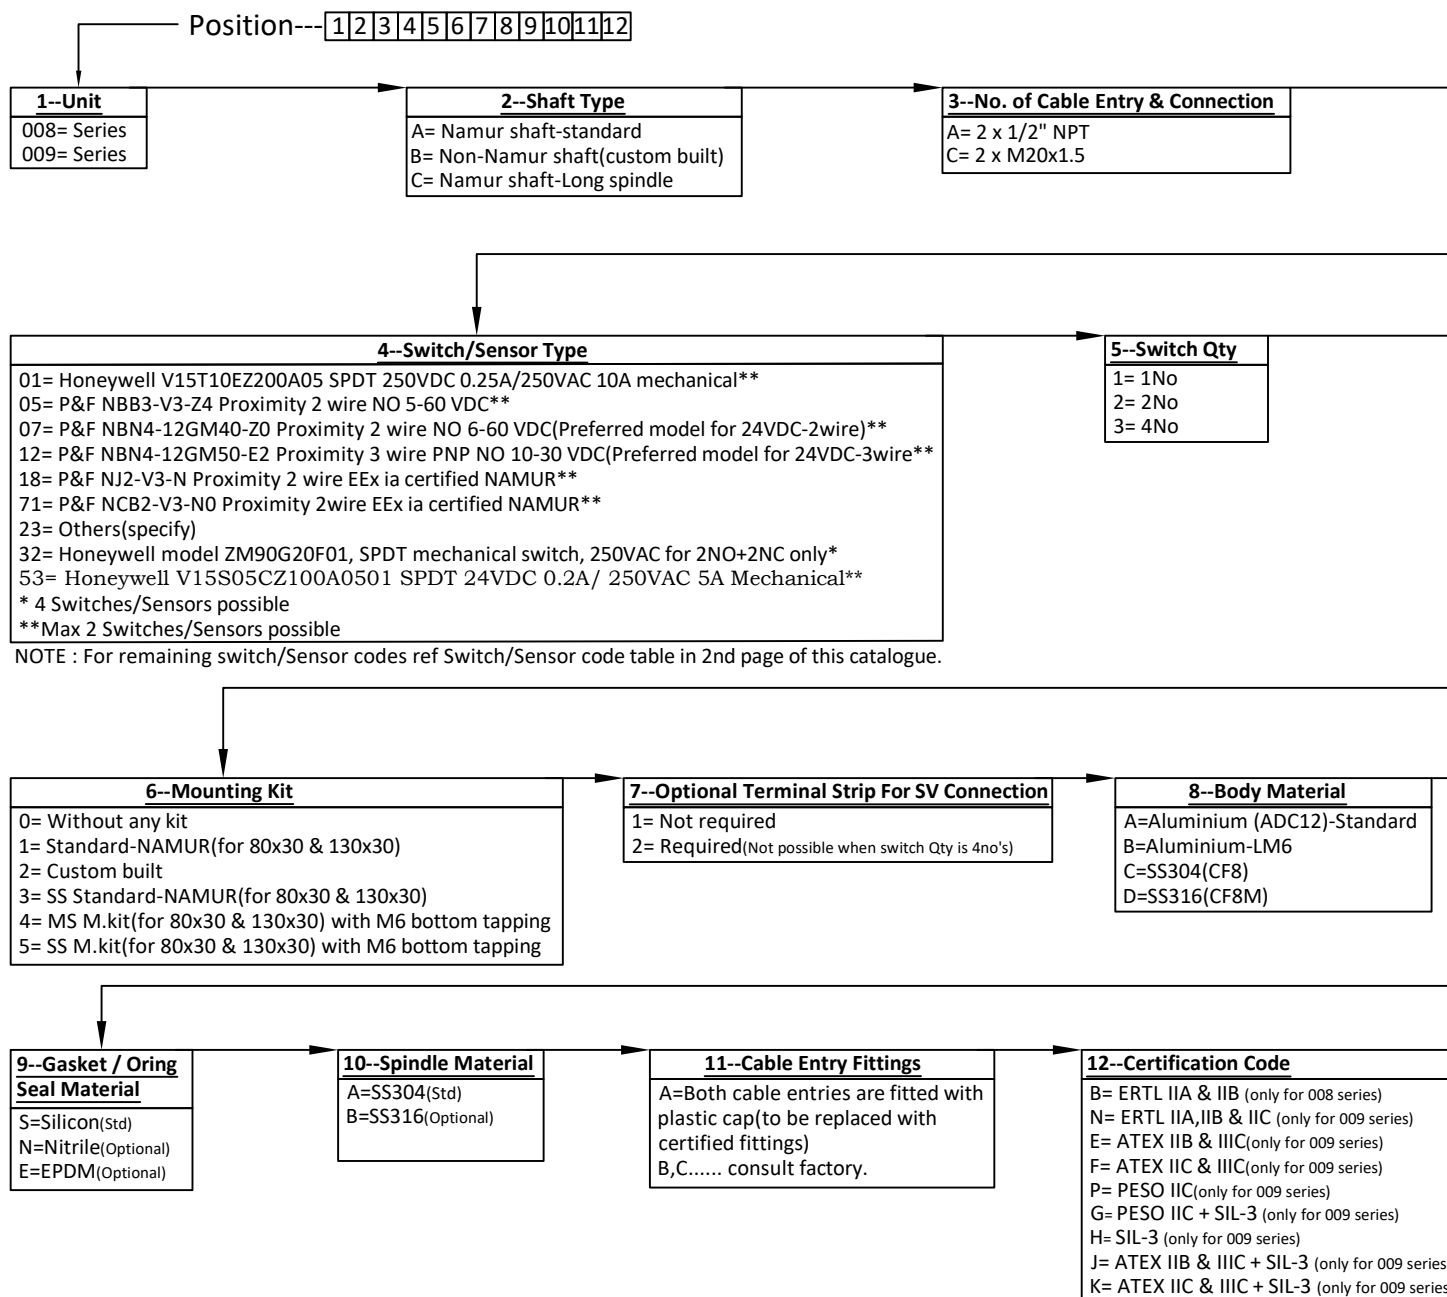 Position---1 2 3 4 5 6 7 8 9 10 11 12
1--Unit
008= Series
009= Series
2--Shaft Type
A= Namur shaft-standard
B= Non-Namur shaft(custom built)
C= Namur shaft-Long spindle
3--No. of Cable Entry & Connection
A= 2 x 1/2" NPT
C= 2 x M20x1.5
4--Switch/Sensor Type
01= Honeywell V15T10EZ200A05 SPDT 250VDC 0.25A/250VAC 10A mechanical**
05= P&F NBB3-V3-Z4 Proximity 2 wire NO 5-60 VDC**
07= P&F NBN4-12GM40-Z0 Proximity 2 wire NO 6-60 VDC(Preferred model for 24VDC-2wire)**
12= P&F NBN4-12GM50-E2 Proximity 3 wire PNP NO 10-30 VDC(Preferred model for 24VDC-3wire**
18= P&F NJ2-V3-N Proximity 2 wire EEx ia certified NAMUR**
71= P&F NCB2-V3-N0 Proximity 2wire EEx ia certified NAMUR**
23= Others(specify)
32= Honeywell model ZM90G20F01, SPDT mechanical switch, 250VAC for 2NO+2NC only*
53= Honeywell V15S05CZ100A0501 SPDT 24VDC 0.2A/ 250VAC 5A Mechanical**
* 4 Switches/Sensors possible
**Max 2 Switches/Sensors possible
NOTE : For remaining switch/Sensor codes ref Switch/Sensor code table in 2nd page of this catalogue.
5--Switch Qty
1= 1No
2= 2No
3= 4No
6--Mounting Kit
0= Without any kit
1= Standard-NAMUR(for 80x30 & 130x30)
2= Custom built
3= SS Standard-NAMUR(for 80x30 & 130x30)
4= MS M.kit(for 80x30 & 130x30) with M6 bottom tapping
5= SS M.kit(for 80x30 & 130x30) with M6 bottom tapping
7--Optional Terminal Strip For SV Connection
1= Not required
2= Required(Not possible when switch Qty is 4no's)
8--Body Material
A=Aluminium (ADC12)-Standard
B=Aluminium-LM6
C=SS304(CF8)
D=SS316(CF8M)
9--Gasket / Oring
Seal Material
S=Silicon(Std)
N=Nitrile(Optional)
E=EPDM(Optional)
10--Spindle Material
A=SS304(Std)
B=SS316(Optional)
11--Cable Entry Fittings
A=Both cable entries are fitted with
plastic cap(to be replaced with
certified fittings)
B,C...... consult factory.
12--Certification Code
B= ERTL IIA & IIB (only for 008 series)
N= ERTL IIA,IIB & IIC (only for 009 series)
E= ATEX IIB & IIIC(only for 009 series)
F= ATEX IIC & IIIC(only for 009 series)
P= PESO IIC(only for 009 series)
G= PESO IIC + SIL-3 (only for 009 series)
H= SIL-3 (only for 009 series)
J= ATEX IIB & IIIC + SIL-3 (only for 009 series
K= ATEX IIC & IIIC + SIL-3 (only for 009 series